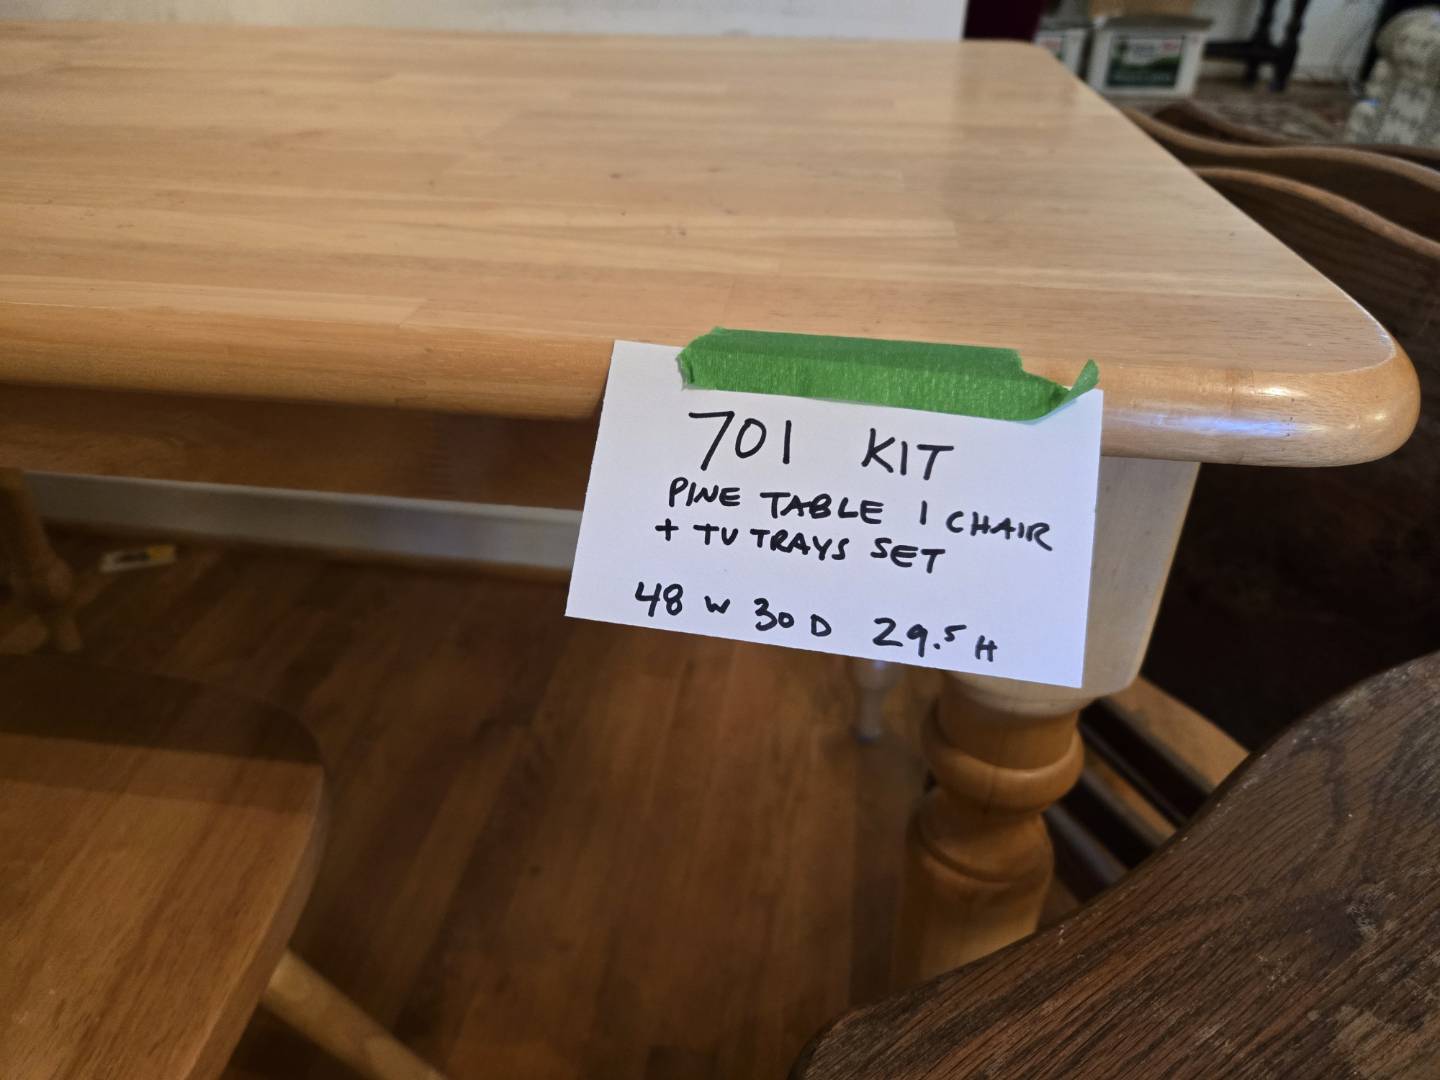 701 KIT
PINE TABLE 1 CHAIR
+ TV TRAYS SET
48 W 30 D 29.5 H